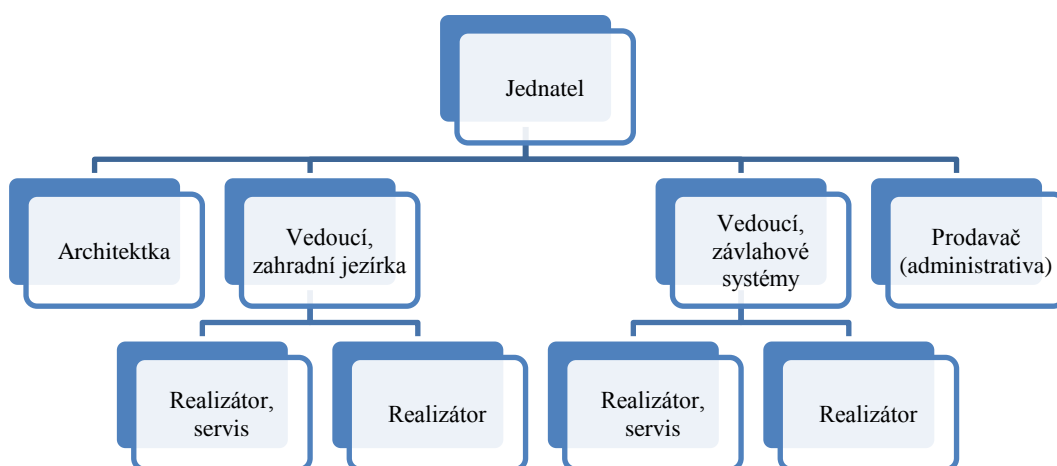 Jednatel
Architektka
Vedoucí,
zahradní jezírka
Vedoucí,
závlahové
systémy
Prodavač
(administrativa)
Realizátor,
servis
Realizátor
Realizátor,
servis
Realizátor